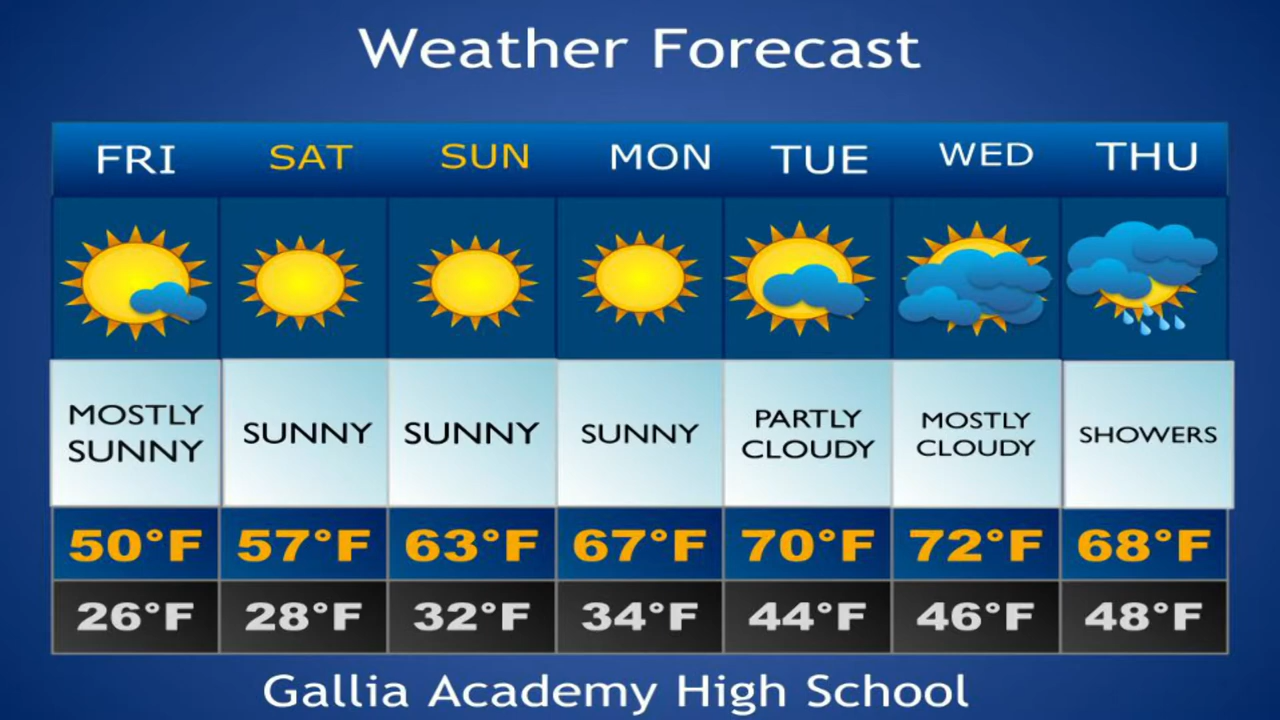 Weather Forecast
FRI SAT SUN MON TUE WED THU
MOSTLY SUNNY SUNNY SUNNY SUNNY PARTLY CLOUDY MOSTLY CLOUDY SHOWERS
50°F 57°F 63°F 67°F 70°F 72°F 68°F
26°F 28°F 32°F 34°F 44°F 46°F 48°F
Gallia Academy High School